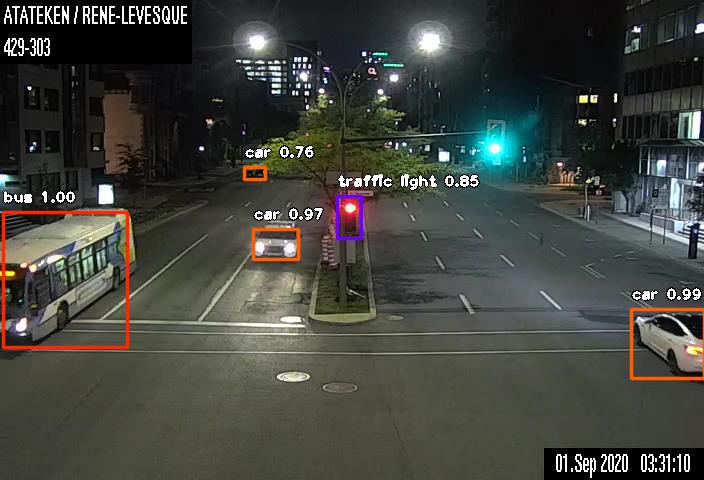 ATATEKEN / RENE-LEVESQUE
429-303
car 0.76
traffic light 0.85
bus 1.00
car 0.97
car 0.99
01.Sep 2020 03:31:10